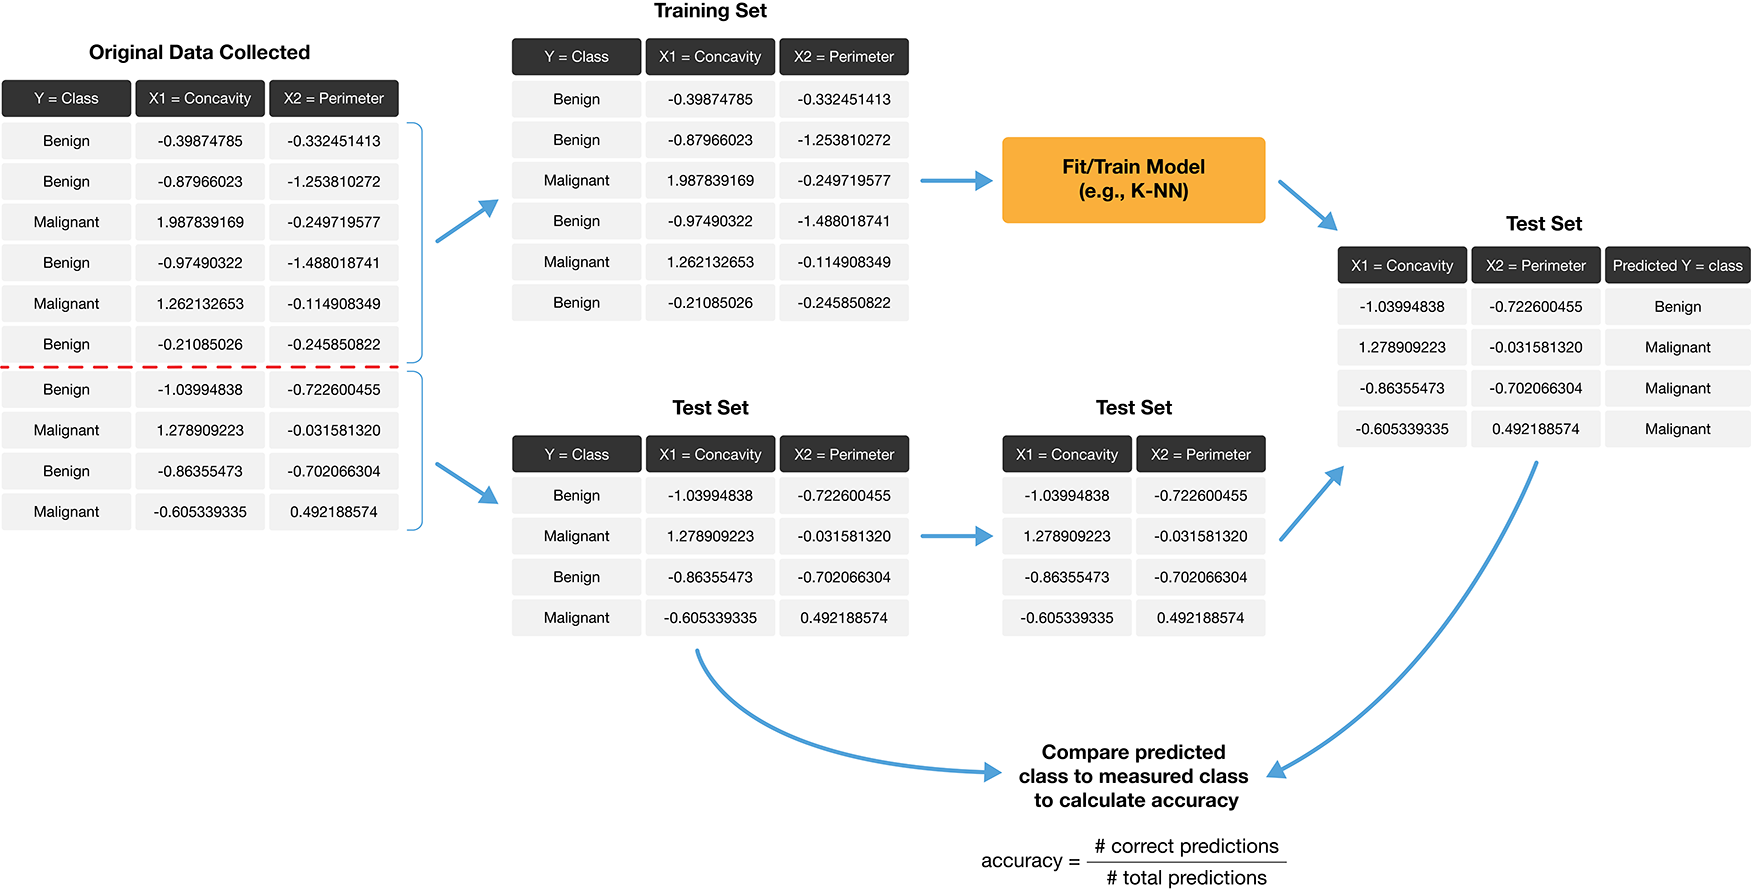 Original Data Collected
Y = Class X1 = Concavity X2 = Perimeter
Benign -0.39874785 -0.332451413
Benign -0.87966023 -1.253810272
Malignant 1.987839169 -0.249719577
Benign -0.97490322 -1.488018741
Malignant 1.262132653 -0.114908349
Benign -0.21085026 -0.245850822
Benign -1.03994838 -0.722600455
Malignant 1.278909223 -0.031581320
Benign -0.86355473 -0.702066304
Malignant -0.605339335 0.492188574
Training Set
Y = Class X1 = Concavity X2 = Perimeter
Benign -0.39874785 -0.332451413
Benign -0.87966023 -1.253810272
Malignant 1.987839169 -0.249719577
Benign -0.97490322 -1.488018741
Malignant 1.262132653 -0.114908349
Benign -0.21085026 -0.245850822
Fit/Train Model
(e.g., K-NN)
Test Set
Y = Class X1 = Concavity X2 = Perimeter
Benign -1.03994838 -0.722600455
Malignant 1.278909223 -0.031581320
Benign -0.86355473 -0.702066304
Malignant -0.605339335 0.492188574
Test Set
X1 = Concavity X2 = Perimeter
-1.03994838 -0.722600455
1.278909223 -0.031581320
-0.86355473 -0.702066304
-0.605339335 0.492188574
Test Set
X1 = Concavity X2 = Perimeter Predicted Y = class
-1.03994838 -0.722600455 Benign
1.278909223 -0.031581320 Malignant
-0.86355473 -0.702066304 Malignant
-0.605339335 0.492188574 Malignant
Compare predicted
class to measured class
to calculate accuracy
accuracy = # correct predictions
# total predictions